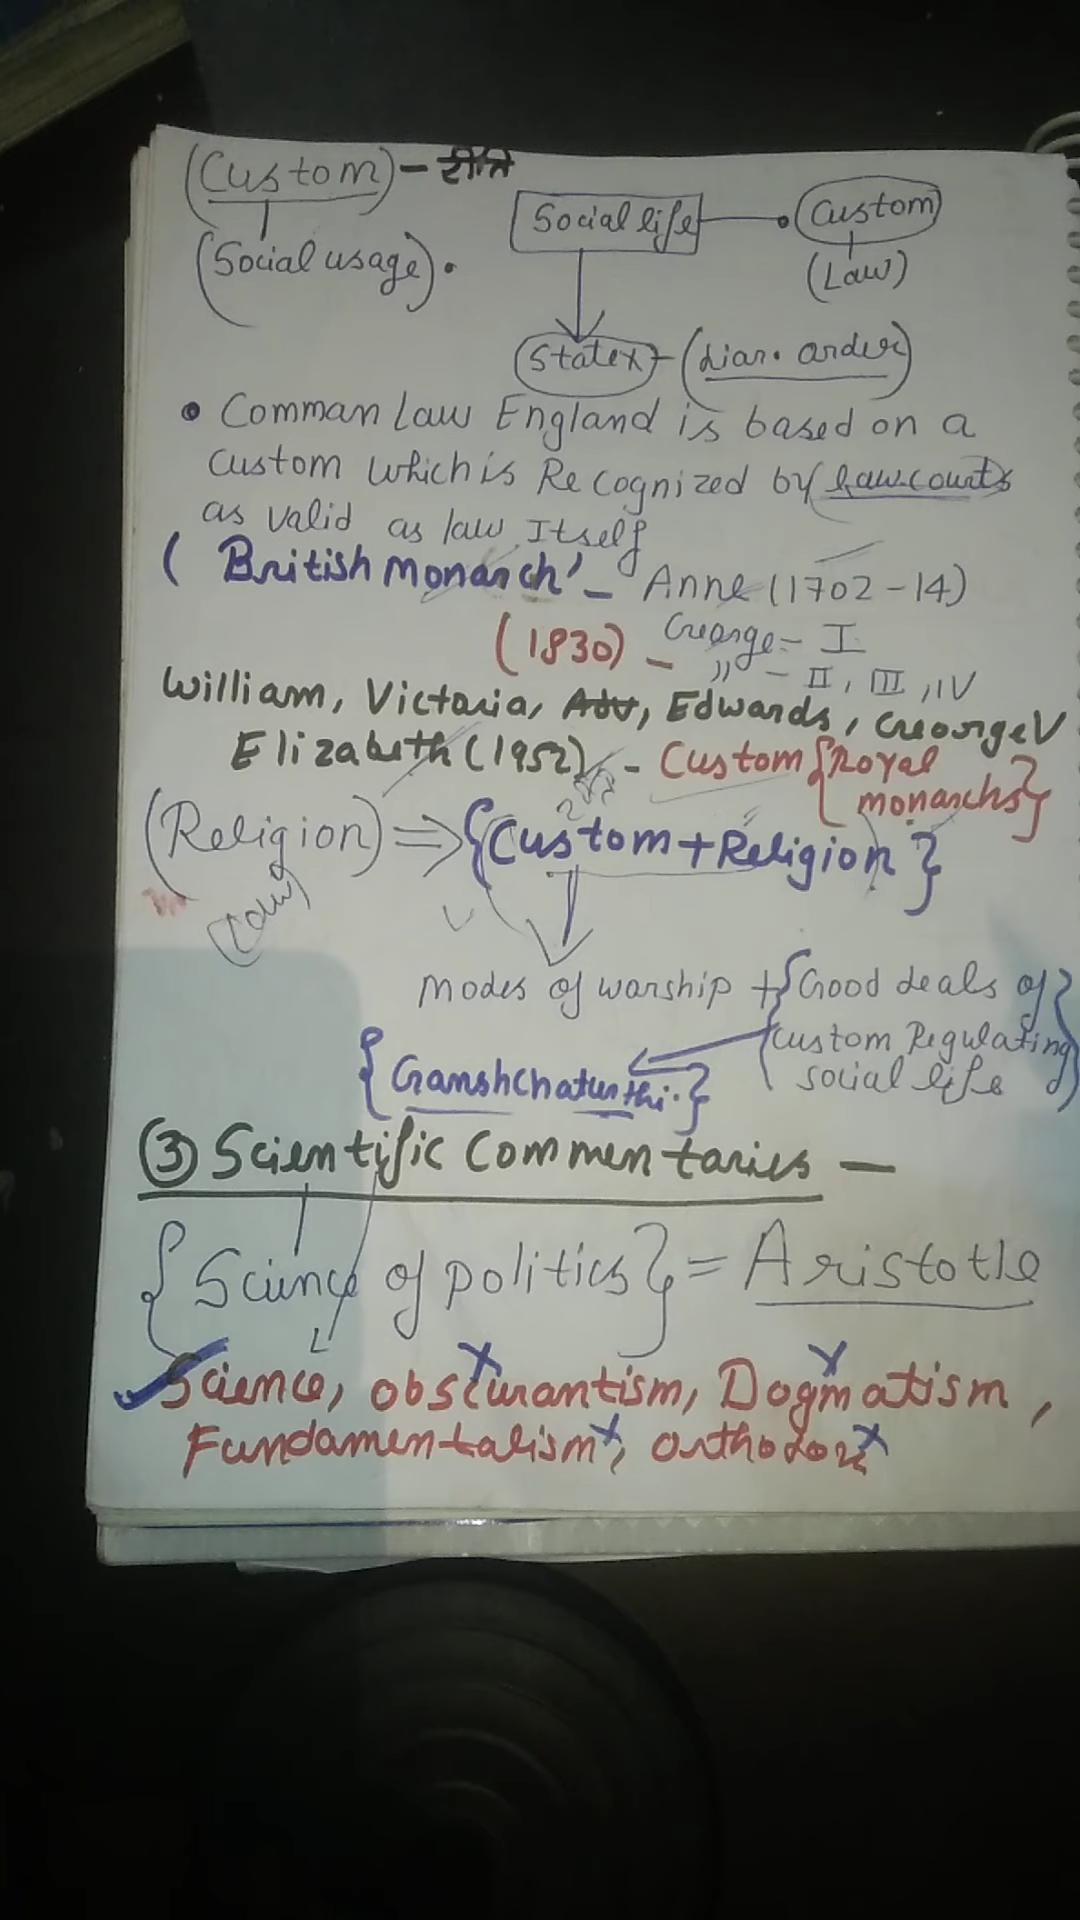 (Custom) - रीति
(Social usage).
Social life
Custom
(Law)
State x - (Lian. order)
• Comman Law England is based on a
custom which is Recognized by Lawcourts
as valid as law Itself
( British monarch' - Anne (1702-14)
(1830) - George - I
" - II, III, IV
William, Victoria, Edwards, George V
Elizabeth (1952) - Custom {Royal
monarchs}
(Religion) ⇒ {Custom + Religion}
(Law)
modes of warship + {Good deals of
custom Regulating
social life}
{Ganshchaturthi.}
(3) Scientific Commentaries —
{Science of politics} = Aristotle
Science, obscurantism, Dogmatism,
Fundamentalism, orthodox